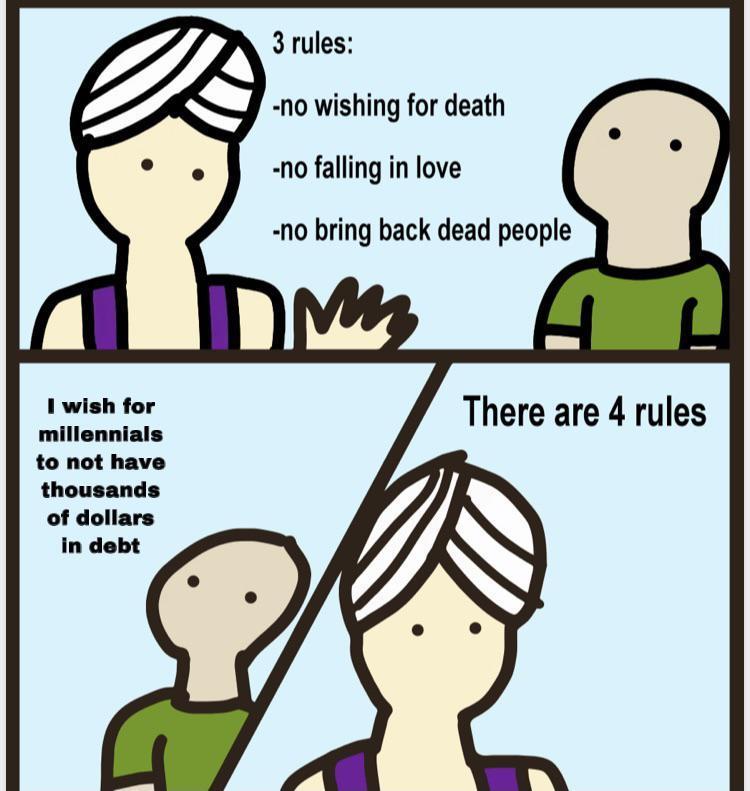 3 rules:
-no wishing for death
-no falling in love
-no bring back dead people
I wish for
millennials
to not have
thousands
of dollars
in debt
There are 4 rules